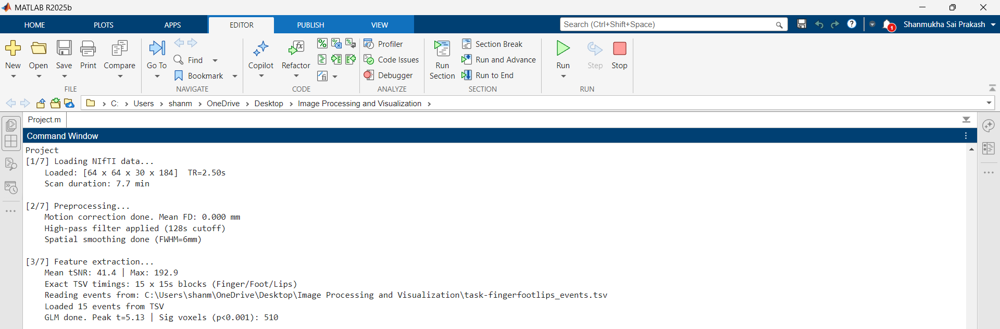 MATLAB R2025b
HOME PLOTS APPS EDITOR PUBLISH VIEW Search (Ctrl+Shift+Space) 1 Shanmukha Sai Prakash
New Open Save Print Compare Go To Find Bookmark Copilot Refactor Profiler Code Issues Debugger Run Section Section Break Run and Advance Run to End Run Step Stop
FILE NAVIGATE CODE ANALYZE SECTION RUN
C: › Users › shanm › OneDrive › Desktop › Image Processing and Visualization ›
Project.m
Command Window
Project
[1/7] Loading NIfTI data...
Loaded: [64 x 64 x 30 x 184] TR=2.50s
Scan duration: 7.7 min
[2/7] Preprocessing...
Motion correction done. Mean FD: 0.000 mm
High-pass filter applied (128s cutoff)
Spatial smoothing done (FWHM=6mm)
[3/7] Feature extraction...
Mean tSNR: 41.4 | Max: 192.9
Exact TSV timings: 15 x 15s blocks (Finger/Foot/Lips)
Reading events from: C:\Users\shanm\OneDrive\Desktop\Image Processing and Visualization\task-fingerfootlips_events.tsv
Loaded 15 events from TSV
GLM done. Peak t=5.13 | Sig voxels (p<0.001): 510